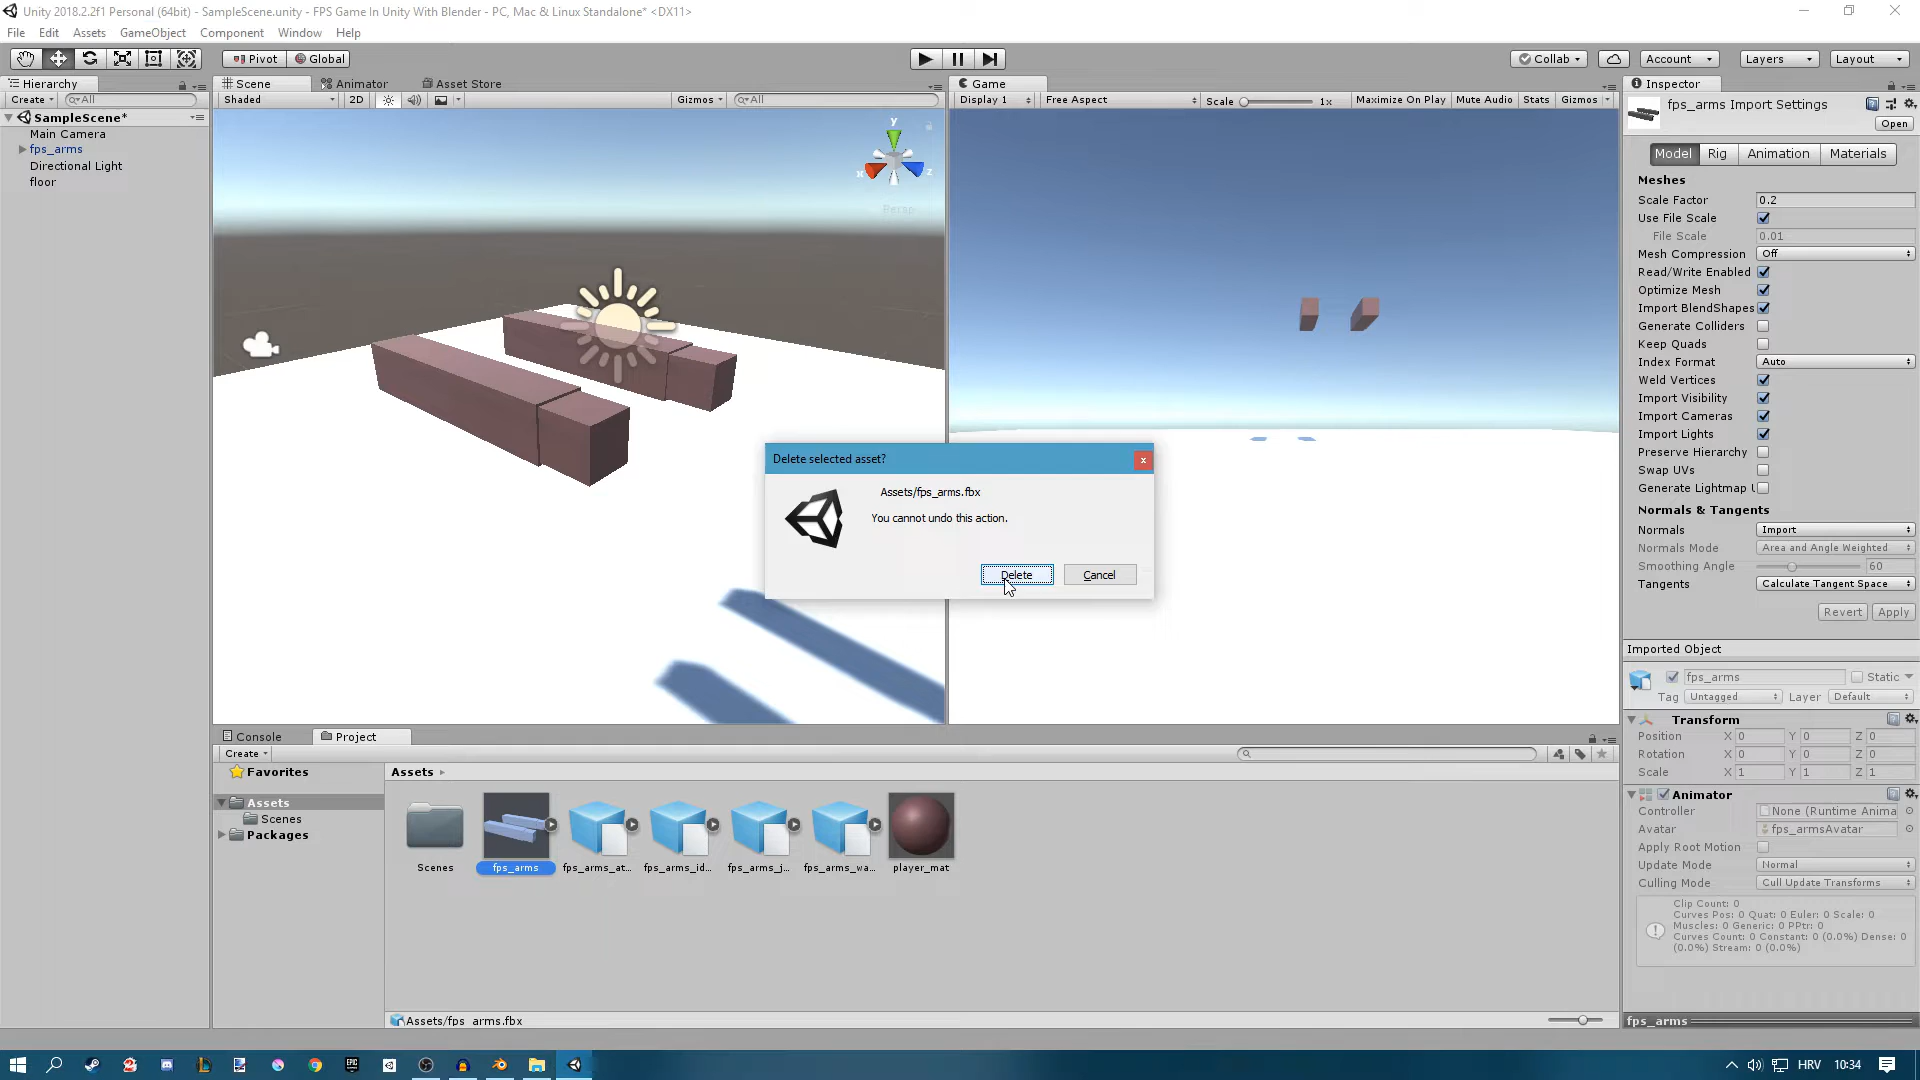 Unity 2018.2.2f1 Personal (64bit) - SampleScene.unity - FPS Game In Unity With Blender - PC, Mac & Linux Standalone* <DX11>
File Edit Assets GameObject Component Window Help
Pivot Global Collab Account Layers Layout
Hierarchy
Create All
SampleScene*
Main Camera
fps_arms
Directional Light
floor
Scene Animator Asset Store
Shaded 2D Gizmos All
y
x
z
Persp
Game
Display 1 Free Aspect Scale 1x Maximize On Play Mute Audio Stats Gizmos
Delete selected asset?
x
Assets/fps_arms.fbx
You cannot undo this action.
Delete Cancel
Console Project
Create
Favorites
Assets
Scenes
Packages
Assets
Scenes fps_arms fps_arms_at... fps_arms_id... fps_arms_j... fps_arms_wa... player_mat
Assets/fps_arms.fbx
Inspector
fps_arms Import Settings
Open
Model Rig Animation Materials
Meshes
Scale Factor 0.2
Use File Scale
File Scale 0.01
Mesh Compression Off
Read/Write Enabled
Optimize Mesh
Import BlendShapes
Generate Colliders
Keep Quads
Index Format Auto
Weld Vertices
Import Visibility
Import Cameras
Import Lights
Preserve Hierarchy
Swap UVs
Generate Lightmap U
Normals & Tangents
Normals Import
Normals Mode Area and Angle Weighted
Smoothing Angle 60
Tangents Calculate Tangent Space
Revert Apply
Imported Object
fps_arms Static
Tag Untagged Layer Default
Transform
Position X 0 Y 0 Z 0
Rotation X 0 Y 0 Z 0
Scale X 1 Y 1 Z 1
Animator
Controller None (Runtime Anima
Avatar fps_armsAvatar
Apply Root Motion
Update Mode Normal
Culling Mode Cull Update Transforms
Clip Count: 0
Curves Pos: 0 Quat: 0 Euler: 0 Scale: 0
Muscles: 0 Generic: 0 PPtr: 0
Curves Count: 0 Constant: 0 (0.0%) Dense: 0
(0.0%) Stream: 0 (0.0%)
fps_arms
HRV 10:34